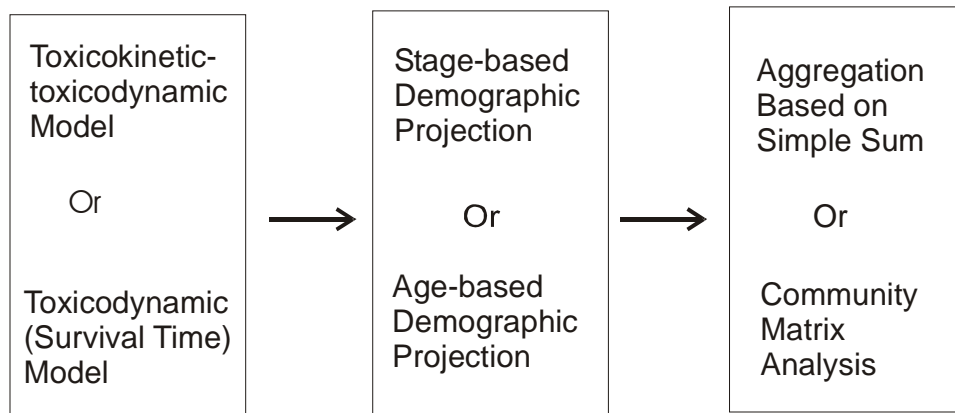 Toxicokinetic-
toxicodynamic
Model
Or
Toxicodynamic
(Survival Time)
Model
Stage-based
Demographic
Projection
Or
Age-based
Demographic
Projection
Aggregation
Based on
Simple Sum
Or
Community
Matrix
Analysis